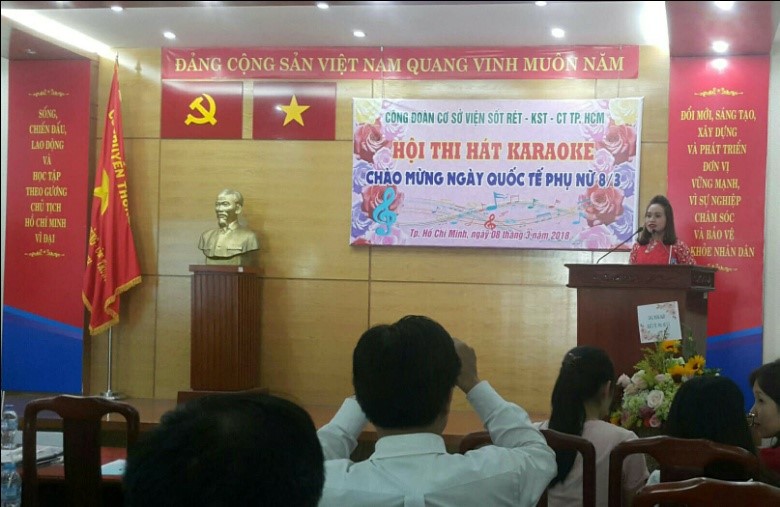 ĐẢNG CỘNG SẢN VIỆT NAM QUANG VINH MUÔN NĂM
SỐNG,
CHIẾN ĐẤU,
LAO ĐỘNG
VÀ
HỌC TẬP
THEO GƯƠNG
CHỦ TỊCH
HỒ CHÍ MINH
VĨ ĐẠI
CÔNG ĐOÀN CƠ SỞ VIỆN SỐT RÉT - KST - CT TP. HCM
HỘI THI HÁT KARAOKE
CHÀO MỪNG NGÀY QUỐC TẾ PHỤ NỮ 8/3
Tp. Hồ Chí Minh, ngày 08 tháng 3 năm 2018
ĐỔI MỚI, SÁNG TẠO,
XÂY DỰNG
VÀ PHÁT TRIỂN
ĐƠN VỊ
VỮNG MẠNH,
VÌ SỰ NGHIỆP
CHĂM SÓC
VÀ BẢO VỆ
KHỎE NHÂN DÂN